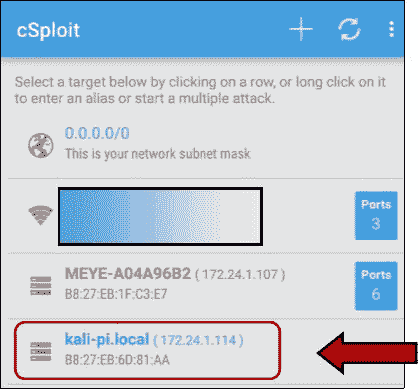 cSploit
Select a target below by clicking on a row, or long click on it
to enter an alias or start a multiple attack.
0.0.0.0/0
This is your network subnet mask
Ports
3
MEYE-A04A96B2 ( 172.24.1.107 )
B8:27:EB:1F:C3:E7
Ports
6
kali-pi.local ( 172.24.1.114 )
B8:27:EB:6D:81:AA